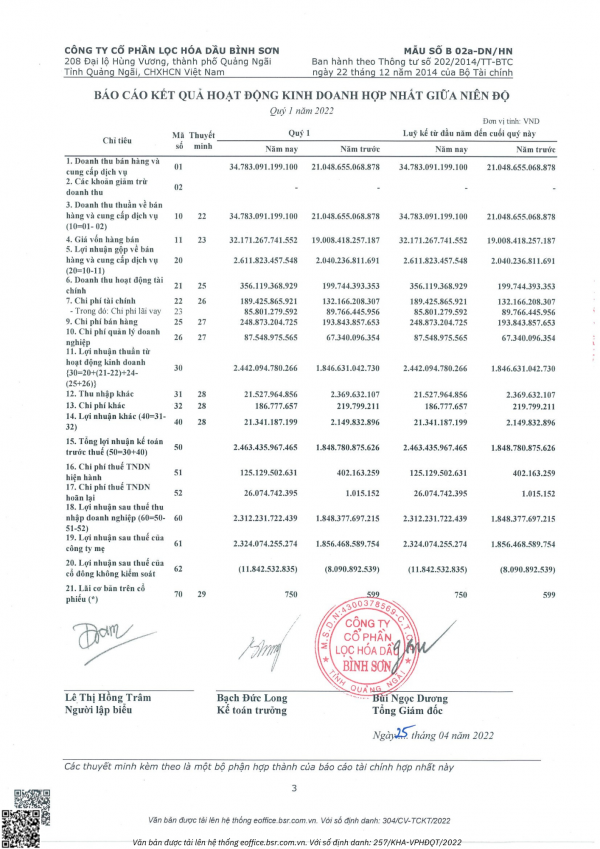 CÔNG TY CỔ PHẦN LỌC HÓA DẦU BÌNH SƠN
208 Đại lộ Hùng Vương, thành phố Quảng Ngãi
Tỉnh Quảng Ngãi, CHXHCN Việt Nam
MẪU SỐ B 02a-DN/HN
Ban hành theo Thông tư số 202/2014/TT-BTC
ngày 22 tháng 12 năm 2014 của Bộ Tài chính
BÁO CÁO KẾT QUẢ HOẠT ĐỘNG KINH DOANH HỢP NHẤT GIỮA NIÊN ĐỘ
Quý 1 năm 2022
Đơn vị tính: VND
Chỉ tiêu Mã số Thuyết minh Quý 1 Luỹ kế từ đầu năm đến cuối quý này
Năm nay Năm trước Năm nay Năm trước
1. Doanh thu bán hàng và
cung cấp dịch vụ 01 34.783.091.199.100 21.048.655.068.878 34.783.091.199.100 21.048.655.068.878
2. Các khoản giảm trừ
doanh thu 02 - - - -
3. Doanh thu thuần về bán
hàng và cung cấp dịch vụ 10 22 34.783.091.199.100 21.048.655.068.878 34.783.091.199.100 21.048.655.068.878
(10=01- 02)
4. Giá vốn hàng bán 11 23 32.171.267.741.552 19.008.418.257.187 32.171.267.741.552 19.008.418.257.187
5. Lợi nhuận gộp về bán
hàng và cung cấp dịch vụ 20 2.611.823.457.548 2.040.236.811.691 2.611.823.457.548 2.040.236.811.691
(20=10-11)
6. Doanh thu hoạt động tài
chính 21 25 356.119.368.929 199.744.393.353 356.119.368.929 199.744.393.353
7. Chi phí tài chính 22 26 189.425.865.921 132.166.208.307 189.425.865.921 132.166.208.307
- Trong đó: Chi phí lãi vay 23 85.801.279.592 89.766.445.956 85.801.279.592 89.766.445.956
9. Chi phí bán hàng 25 27 248.873.204.725 193.843.857.653 248.873.204.725 193.843.857.653
10. Chi phí quản lý doanh
nghiệp 26 27 87.548.975.565 67.340.096.354 87.548.975.565 67.340.096.354
11. Lợi nhuận thuần từ
hoạt động kinh doanh
{30=20+(21-22)+24- 30 2.442.094.780.266 1.846.631.042.730 2.442.094.780.266 1.846.631.042.730
(25+26)}
12. Thu nhập khác 31 28 21.527.964.856 2.369.632.107 21.527.964.856 2.369.632.107
13. Chi phí khác 32 28 186.777.657 219.799.211 186.777.657 219.799.211
14. Lợi nhuận khác (40=31-
32) 40 28 21.341.187.199 2.149.832.896 21.341.187.199 2.149.832.896
15. Tổng lợi nhuận kế toán
trước thuế (50=30+40) 50 2.463.435.967.465 1.848.780.875.626 2.463.435.967.465 1.848.780.875.626
16. Chi phí thuế TNDN
hiện hành 51 125.129.502.631 402.163.259 125.129.502.631 402.163.259
17. Chi phí thuế TNDN
hoãn lại 52 26.074.742.395 1.015.152 26.074.742.395 1.015.152
18. Lợi nhuận sau thuế thu
nhập doanh nghiệp (60=50- 60 2.312.231.722.439 1.848.377.697.215 2.312.231.722.439 1.848.377.697.215
51-52)
19. Lợi nhuận sau thuế của
công ty mẹ 61 2.324.074.255.274 1.856.468.589.754 2.324.074.255.274 1.856.468.589.754
20. Lợi nhuận sau thuế của
cổ đông không kiểm soát 62 (11.842.532.835) (8.090.892.539) (11.842.532.835) (8.090.892.539)
21. Lãi cơ bản trên cổ
phiếu (*) 70 29 750 599 750 599
M.S.D.N:4300378569-C.T.C.P
CÔNG TY
CỔ PHẦN
LỌC HÓA DẦU
BÌNH SƠN
TỈNH QUẢNG NGÃI
Lê Thị Hồng Trâm
Người lập biểu
Bạch Đức Long
Kế toán trưởng
Bùi Ngọc Dương
Tổng Giám đốc
Ngày 25 tháng 04 năm 2022
Các thuyết minh kèm theo là một bộ phận hợp thành của báo cáo tài chính hợp nhất này
3
Văn bản được tải lên hệ thống eoffice.bsr.com.vn. Với số định danh: 304/CV-TCKT/2022
Văn bản được tải lên hệ thống eoffice.bsr.com.vn. Với số định danh: 257/KHA-VPHĐQT/2022